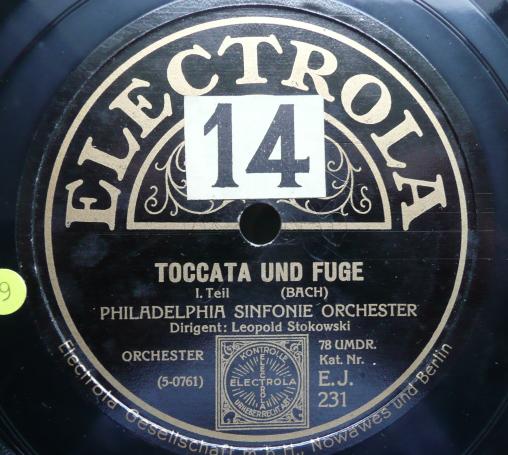 ELECTROLA
14
TOCCATA UND FUGE
I. Teil (BACH)
PHILADELPHIA SINFONIE ORCHESTER
Dirigent: Leopold Stokowski
ORCHESTER
(5-0761)
KONTROLLE
ELECTROLA
ELECTROLA
URHEBERRECHT
78 UMDR.
Kat. Nr.
E.J.
231
9
Electrola Gesellschaft m.b.H., Nowawes und Berlin